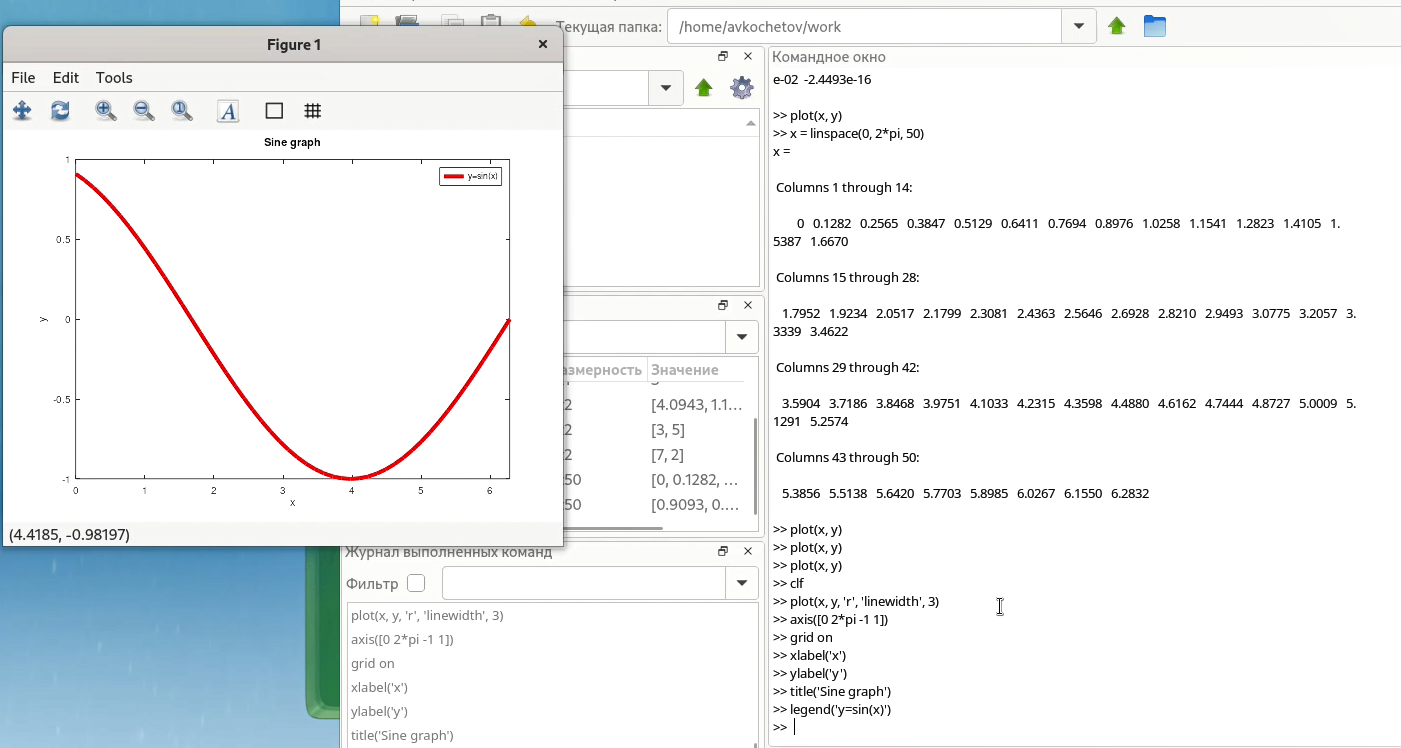 Figure 1
File Edit Tools
Sine graph
y=sin(x)
1
0.5
0
-0.5
-1
y
0 1 2 3 4 5 6
x
(4.4185, -0.98197)
Текущая папка: /home/avkochetov/work
Значение
[4.0943, 1.1...
2 [3, 5]
2 [7, 2]
50 [0, 0.1282, ...
50 [0.9093, 0....
Журнал выполненных команд
Фильтр
plot(x, y, 'r', 'linewidth', 3)
axis([0 2*pi -1 1])
grid on
xlabel('x')
ylabel('y')
title('Sine graph')
Командное окно
e-02 -2.4493e-16
>> plot(x, y)
>> x = linspace(0, 2*pi, 50)
x =
Columns 1 through 14:
0 0.1282 0.2565 0.3847 0.5129 0.6411 0.7694 0.8976 1.0258 1.1541 1.2823 1.4105 1.
5387 1.6670
Columns 15 through 28:
1.7952 1.9234 2.0517 2.1799 2.3081 2.4363 2.5646 2.6928 2.8210 2.9493 3.0775 3.2057 3.
3339 3.4622
Columns 29 through 42:
3.5904 3.7186 3.8468 3.9751 4.1033 4.2315 4.3598 4.4880 4.6162 4.7444 4.8727 5.0009 5.
1291 5.2574
Columns 43 through 50:
5.3856 5.5138 5.6420 5.7703 5.8985 6.0267 6.1550 6.2832
>> plot(x, y)
>> plot(x, y)
>> plot(x, y)
>> clf
>> plot(x, y, 'r', 'linewidth', 3)
>> axis([0 2*pi -1 1])
>> grid on
>> xlabel('x')
>> ylabel('y')
>> title('Sine graph')
>> legend('y=sin(x)')
>>